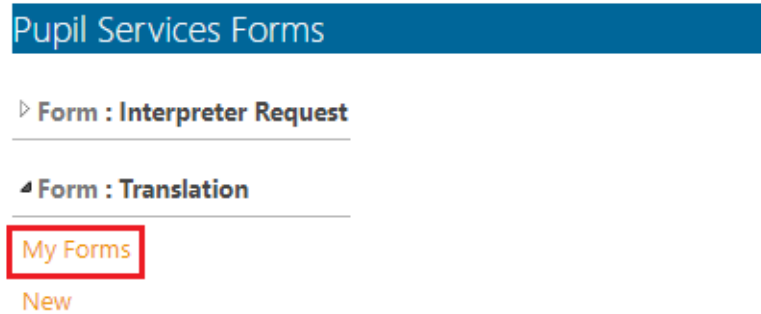 Pupil Services Forms
Form : Interpreter Request
Form : Translation
My Forms
New